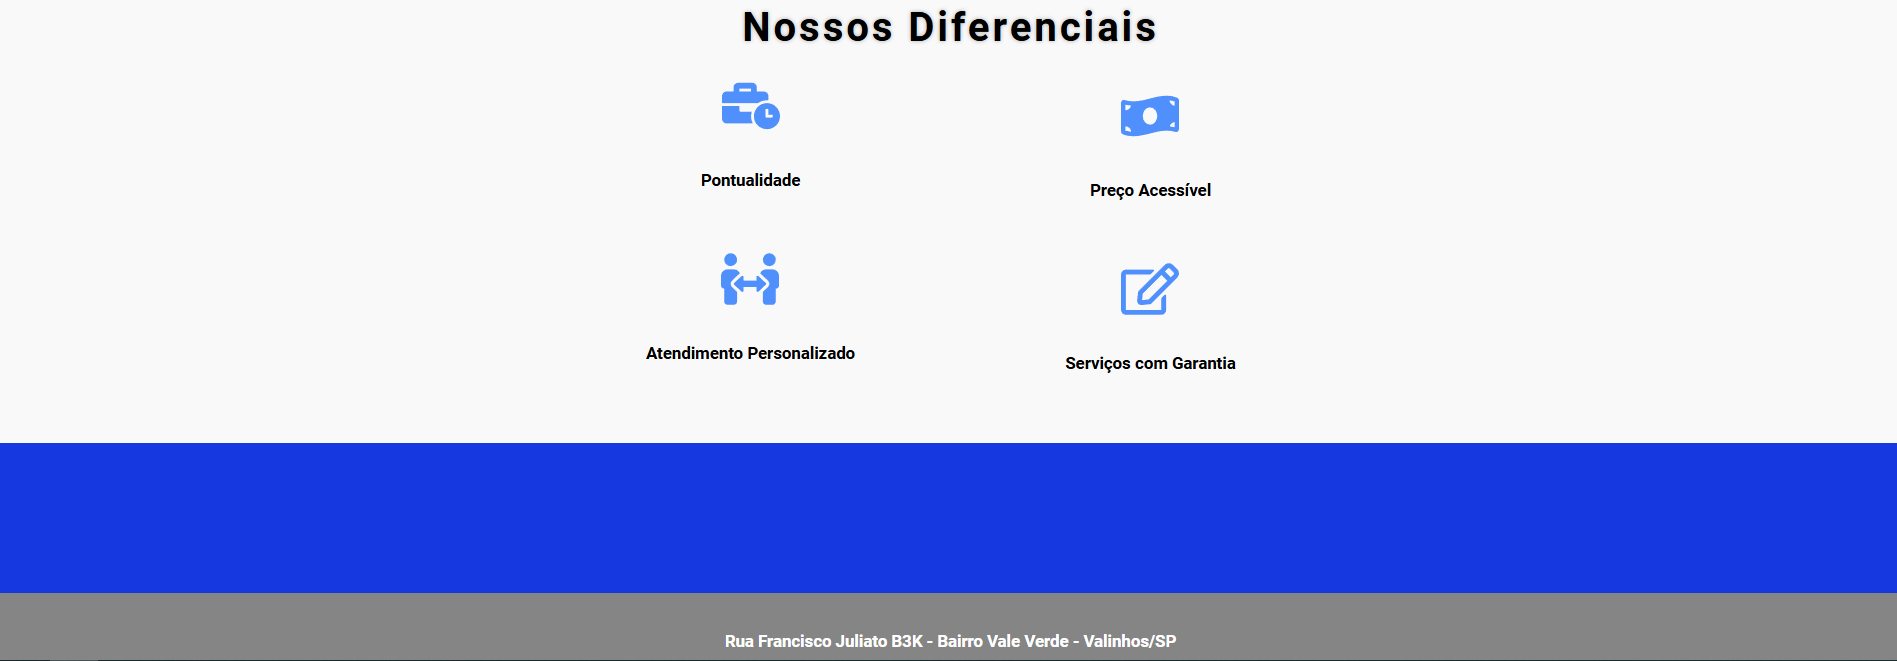 Nossos Diferenciais
Pontualidade
Preço Acessível
Atendimento Personalizado
Serviços com Garantia
Rua Francisco Juliato B3K - Bairro Vale Verde - Valinhos/SP